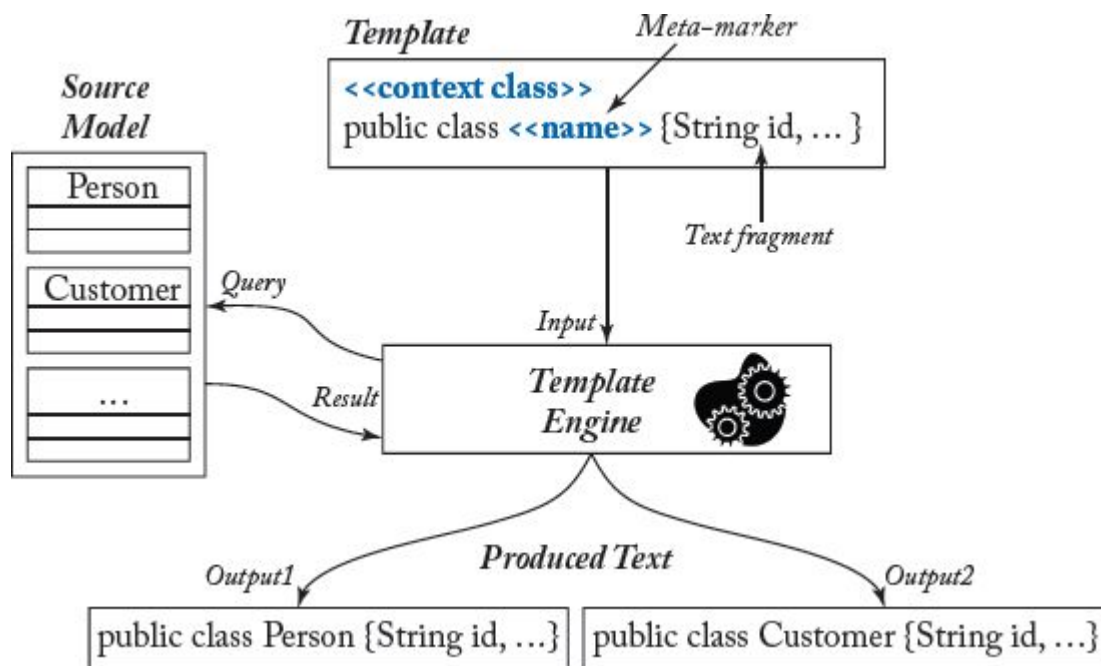 Template
Meta-marker
<<context class>>
public class <<name>> {String id, ... }
Text fragment
Source
Model
Person
Customer
...
Query
Result
Input
Template
Engine
Produced Text
Output1
Output2
public class Person {String id, ...}
public class Customer {String id, ...}